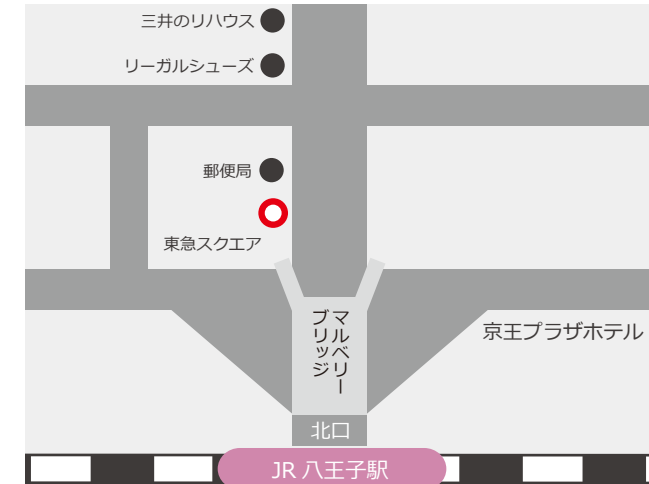 三井のリハウス
リーガルシューズ
郵便局
東急スクエア
マルベリー
ブリッジ
京王プラザホテル
北口
JR 八王子駅